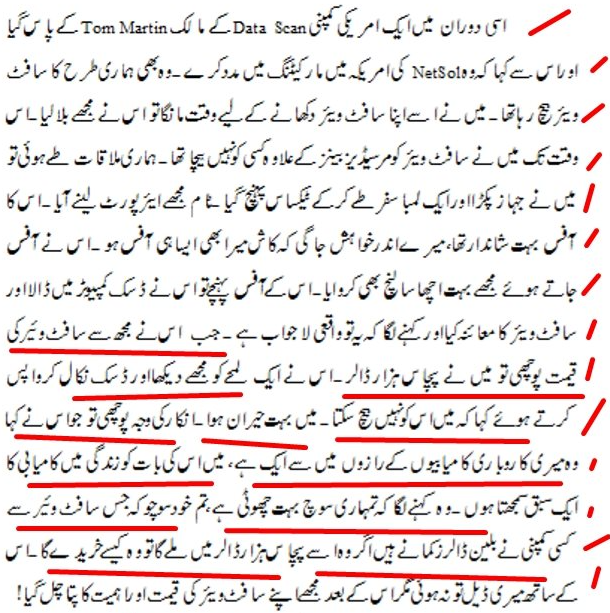 اسی دوران میں ایک امریکی کمپنی Data Scan کے مالک Tom Martin کے پاس گیا
اور اس سے کہا کہ وہ NetSol کی امریکہ میں مارکیٹنگ میں مدد کرے۔ وہ بھی ہماری طرح کا سافٹ
ویئر بیچ رہا تھا۔ میں نے اسے اپنا سافٹ ویئر دکھانے کے لیے وقت مانگا تو اس نے مجھے بلا لیا۔ اس
وقت تک میں نے سافٹ ویئر کو مرسیڈیز بینز کے علاوہ کسی کو نہیں بیچا تھا۔ ہماری ملاقات طے ہوئی تو
میں نے جہاز پکڑا اور ایک لمبا سفر طے کرکے ٹیکساس پہنچ گیا۔ ٹام مجھے ایئرپورٹ لینے آیا۔ اس کا
آفس بہت شاندار تھا، میرے اندر خواہش جاگی کہ کاش میرا بھی ایسا ہی آفس ہو۔ اس نے آفس
جاتے ہوئے مجھے بہت اچھا سا لنچ بھی کروایا۔ اس کے آفس پہنچے تو اس نے ڈسک کمپیوٹر میں ڈالا اور
سافٹ ویئر کا معائنہ کیا اور کہنے لگا کہ یہ تو واقعی لاجواب ہے۔ جب اس نے مجھ سے سافٹ وئیر کی
قیمت پوچھی تو میں نے پچاس ہزار ڈالر۔ اس نے ایک لمحے کو مجھے دیکھا اور ڈسک نکال کر واپس
کرتے ہوئے کہا کہ میں اس کو نہیں بیچ سکتا۔ میں بہت حیران ہوا۔ انکار کی وجہ پوچھی تو جو اس نے کہا
وہ میری کاروباری کامیابیوں کے رازوں میں سے ایک ہے، میں اس کی بات کو زندگی میں کامیابی کا
ایک سبق سمجھتا ہوں۔ وہ کہنے لگا کہ تمہاری سوچ بہت چھوٹی ہے، تم خود سوچو کہ جس سافٹ وئیر سے
کسی کمپنی نے بلین ڈالرز کمانے ہیں اگر وہ اسے پچاس ہزار ڈالر میں ملے گا تو وہ کیسے خریدے گا۔ اس
کے ساتھ میری ڈیل تو نہ ہوئی مگر اس کے بعد مجھے اپنے سافٹ ویئر کی قیمت اور اہمیت کا پتا چل گیا!